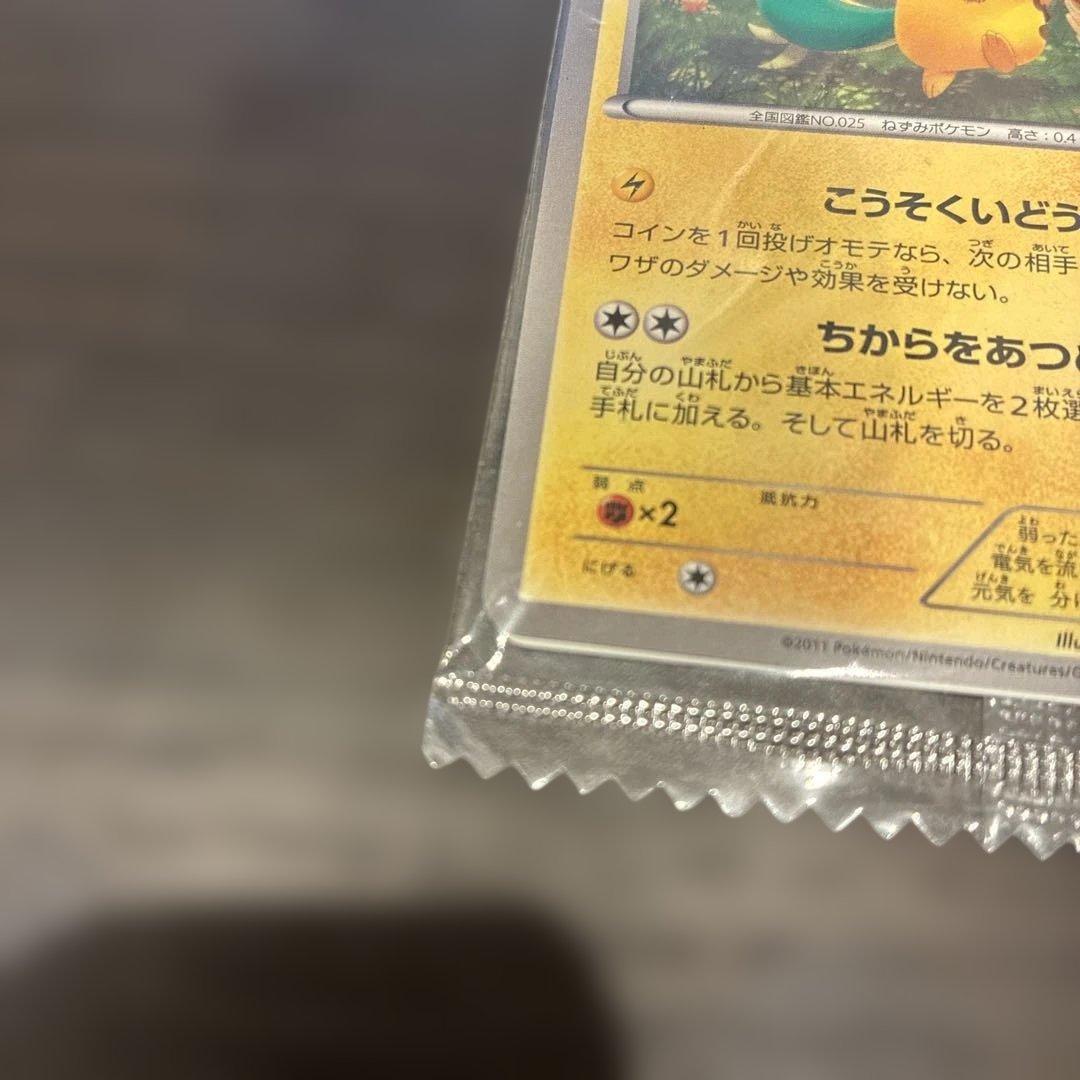 全国図鑑NO.025 ねずみポケモン 高さ：0.4
こうそくいどう
コインを1回投げオモテなら、次の相手
ワザのダメージや効果を受けない。
ちからをあつ
自分の山札から基本エネルギーを2枚選
手札に加える。そして山札を切る。
弱点 抵抗力
×2
にげる
弱った
電気を流
元気を 分け
Illu
©2011 Pokémon/Nintendo/Creatures/